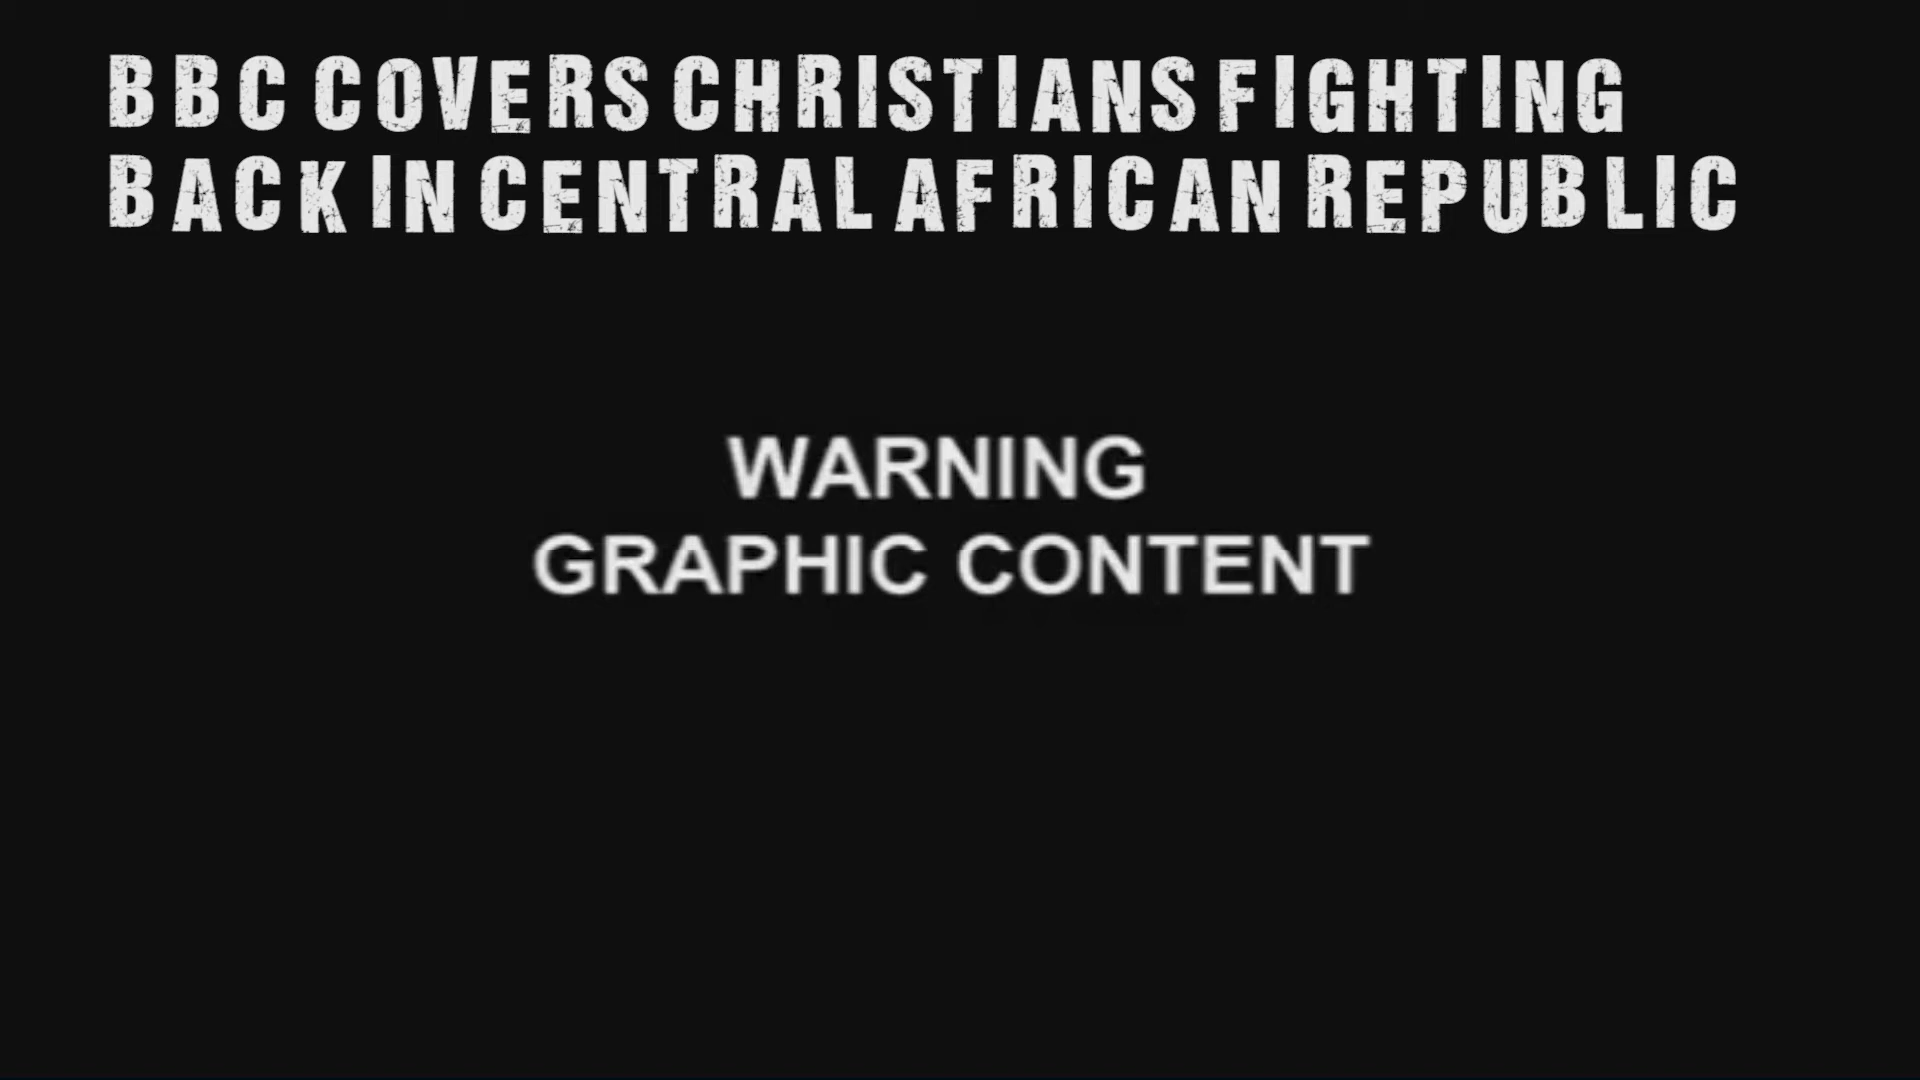 BBC COVERS CHRISTIANS FIGHTING
BACK IN CENTRAL AFRICAN REPUBLIC
WARNING
GRAPHIC CONTENT